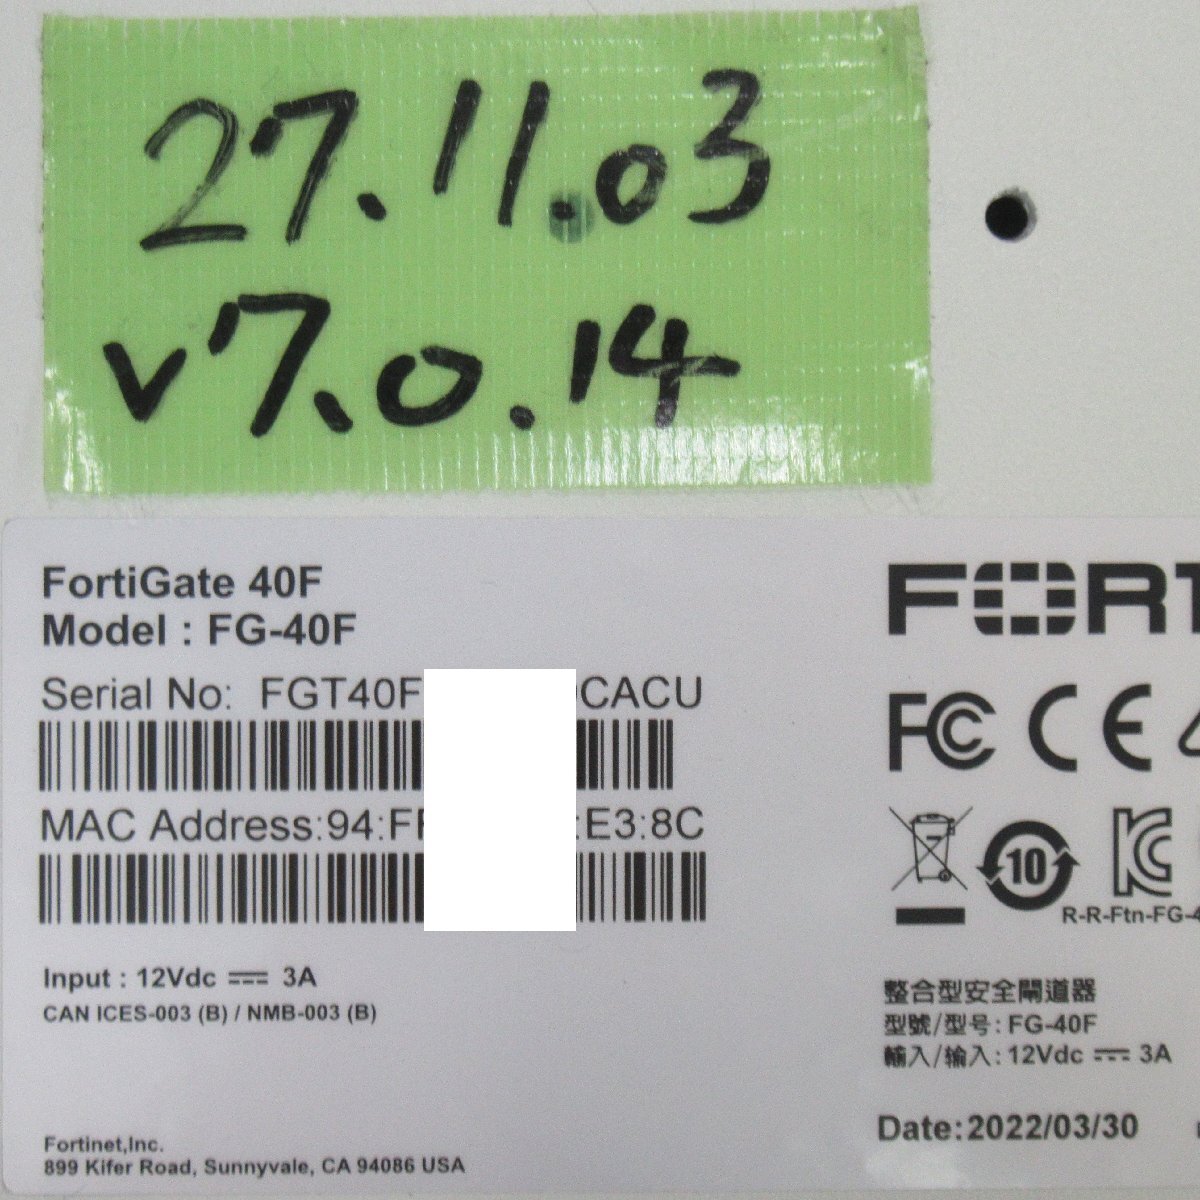 27.11.03
v7.0.14
FortiGate 40F
Model : FG-40F
Serial No: FGT40F CACU
MAC Address:94:F :E3:8C
Input : 12Vdc 3A
CAN ICES-003 (B) / NMB-003 (B)
Fortinet,Inc.
899 Kifer Road, Sunnyvale, CA 94086 USA
FORT
FC CE
10
R-R-Ftn-FG-4
整合型安全閘道器
型號/型号: FG-40F
輸入/输入: 12Vdc 3A
Date: 2022/03/30